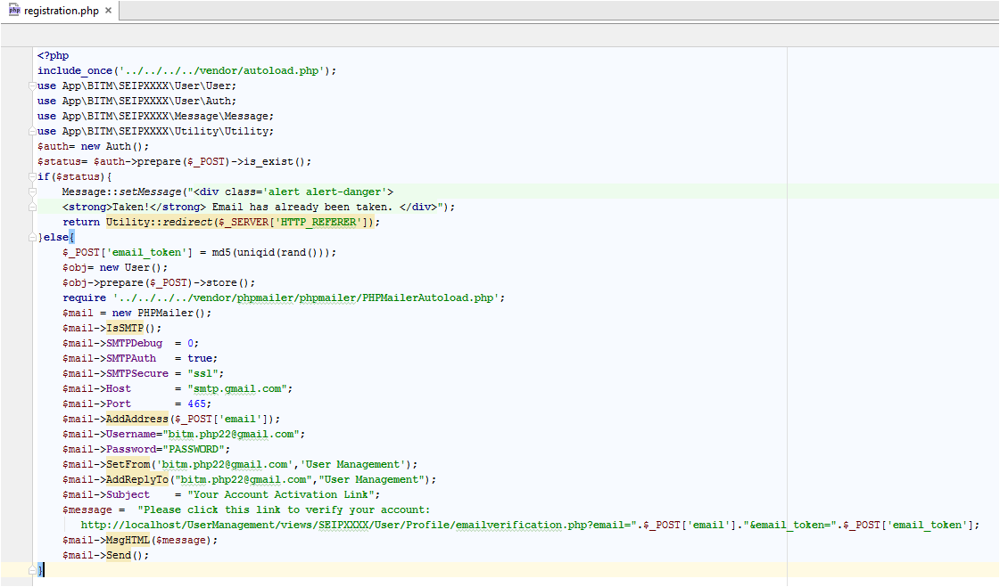 php registration.php ×
<?php
include_once('../../../../vendor/autoload.php');
use App\BITM\SEIPXXXX\User\User;
use App\BITM\SEIPXXXX\User\Auth;
use App\BITM\SEIPXXXX\Message\Message;
use App\BITM\SEIPXXXX\Utility\Utility;
$auth= new Auth();
$status= $auth->prepare($_POST)->is_exist();
if($status){
    Message::setMessage("<div class='alert alert-danger'>
    <strong>Taken!</strong> Email has already been taken. </div>");
    return Utility::redirect($_SERVER['HTTP_REFERER']);
}else{
    $_POST['email_token'] = md5(uniqid(rand()));
    $obj= new User();
    $obj->prepare($_POST)->store();
    require '../../../../vendor/phpmailer/phpmailer/PHPMailerAutoload.php';
    $mail = new PHPMailer();
    $mail->IsSMTP();
    $mail->SMTPDebug  = 0;
    $mail->SMTPAuth   = true;
    $mail->SMTPSecure = "ssl";
    $mail->Host       = "smtp.gmail.com";
    $mail->Port       = 465;
    $mail->AddAddress($_POST['email']);
    $mail->Username="bitm.php22@gmail.com";
    $mail->Password="PASSWORD";
    $mail->SetFrom('bitm.php22@gmail.com','User Management');
    $mail->AddReplyTo("bitm.php22@gmail.com","User Management");
    $mail->Subject    = "Your Account Activation Link";
    $message =  "Please click this link to verify your account:
       http://localhost/UserManagement/views/SEIPXXXX/User/Profile/emailverification.php?email=".$_POST['email']."&email_token=".$_POST['email_token'];
    $mail->MsgHTML($message);
    $mail->Send();
}